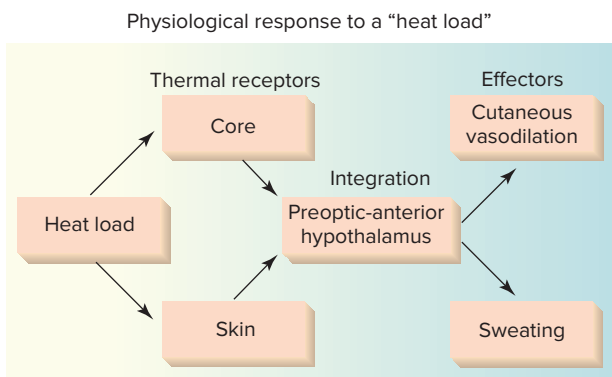 Physiological response to a “heat load”
Thermal receptors
Effectors
Core
Cutaneous
vasodilation
Integration
Heat load
Preoptic-anterior
hypothalamus
Skin
Sweating